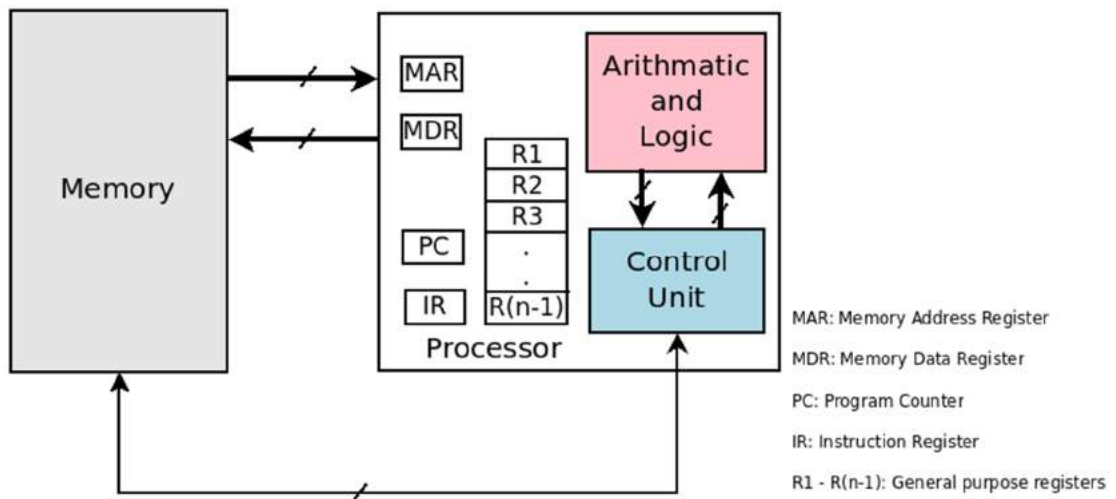 Memory
MAR
MDR
PC
IR
R1
R2
R3
.
.
R(n-1)
Processor
Arithmatic
and
Logic
Control
Unit
MAR: Memory Address Register
MDR: Memory Data Register
PC: Program Counter
IR: Instruction Register
R1 - R(n-1): General purpose registers